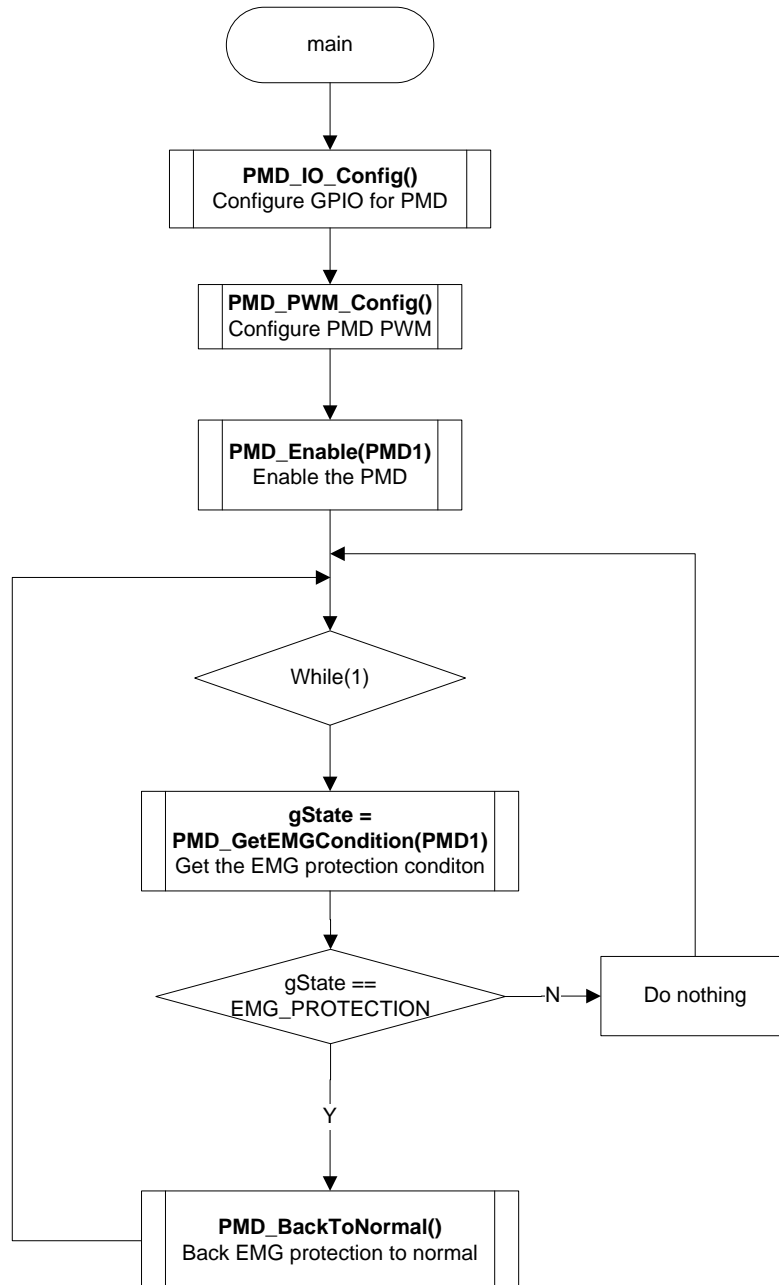 main
PMD_IO_Config()
Configure GPIO for PMD
PMD_PWM_Config()
Configure PMD PWM
PMD_Enable(PMD1)
Enable the PMD
While(1)
gState =
PMD_GetEMGCondition(PMD1)
Get the EMG protection conditon
gState ==
EMG_PROTECTION
N
Do nothing
Y
PMD_BackToNormal()
Back EMG protection to normal